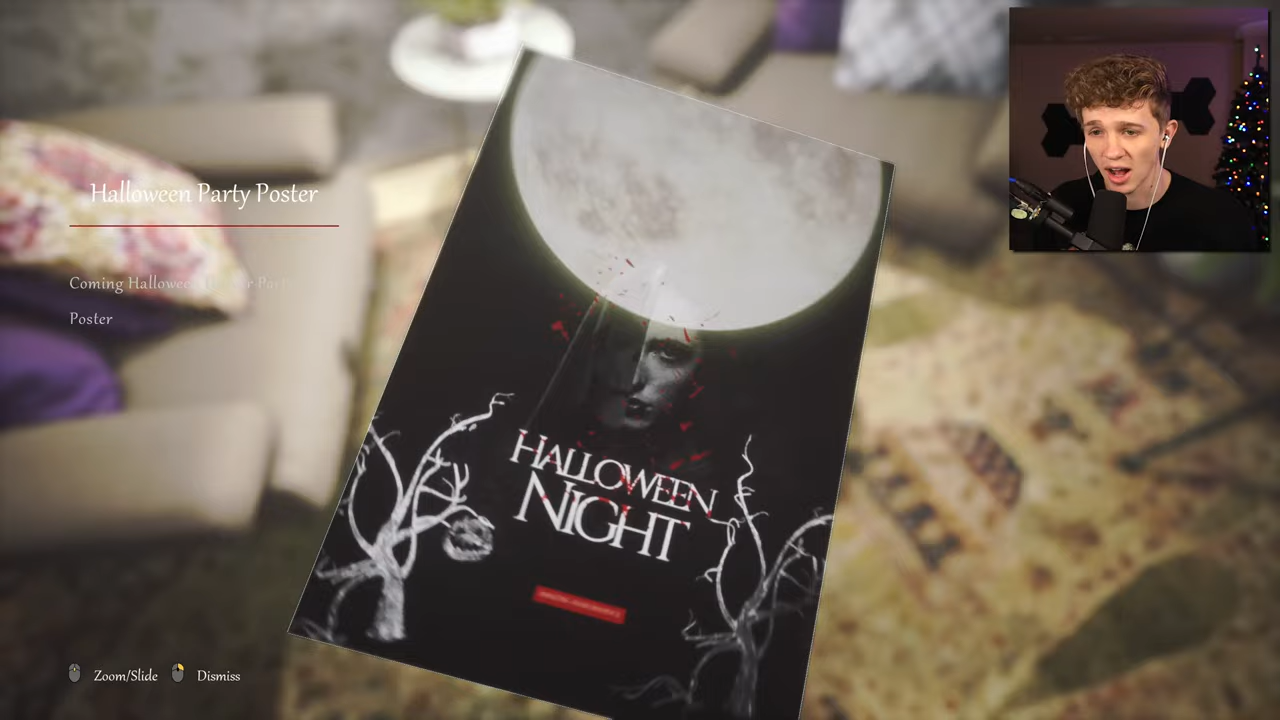 Halloween Party Poster
Coming Halloween
Poster
HALLOWEEN
NIGHT
Zoom/Slide
Dismiss